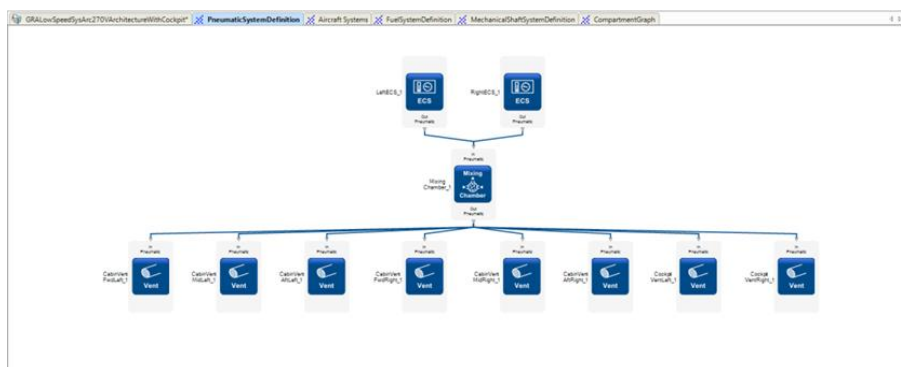 GRALowSpeedSysArc270VArchitectureWithCockpit*
PneumaticSystemDefinition
Aircraft Systems
FuelSystemDefinition
MechanicalShaftSystemDefinition
CompartmentGraph
LeftECS_1
ECS
Out
Pneumatic
RightECS_1
ECS
Out
Pneumatic
In
Pneumatic
Mixing
Chamber_1
Mixing
Chamber
Out
Pneumatic
In
Pneumatic
CabinVent
FwdLeft_1
Vent
In
Pneumatic
CabinVent
MidLeft_1
Vent
In
Pneumatic
CabinVent
AftLeft_1
Vent
In
Pneumatic
CabinVent
FwdRight_1
Vent
In
Pneumatic
CabinVent
MidRight_1
Vent
In
Pneumatic
CabinVent
AftRight_1
Vent
In
Pneumatic
Cockpit
VentLeft_1
Vent
In
Pneumatic
Cockpit
VentRight_1
Vent